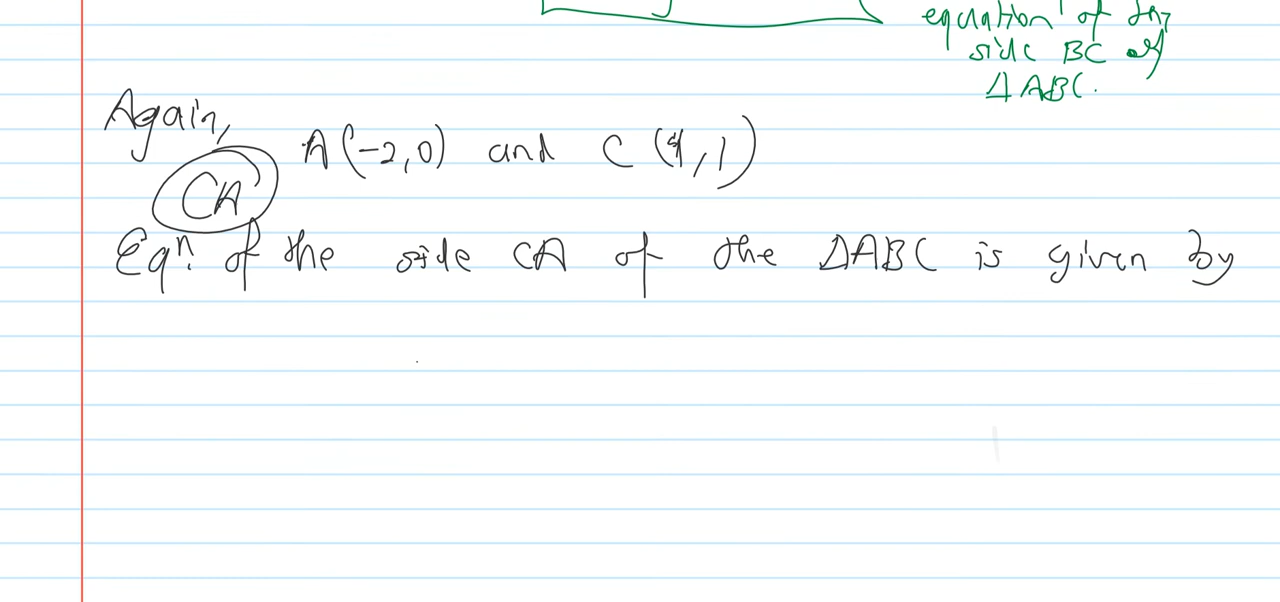 equation of the
side BC of
ΔABC.
Again,
A(-2,0) and C(4,1)
CA
Eqn. of the side CA of the ΔABC is given by